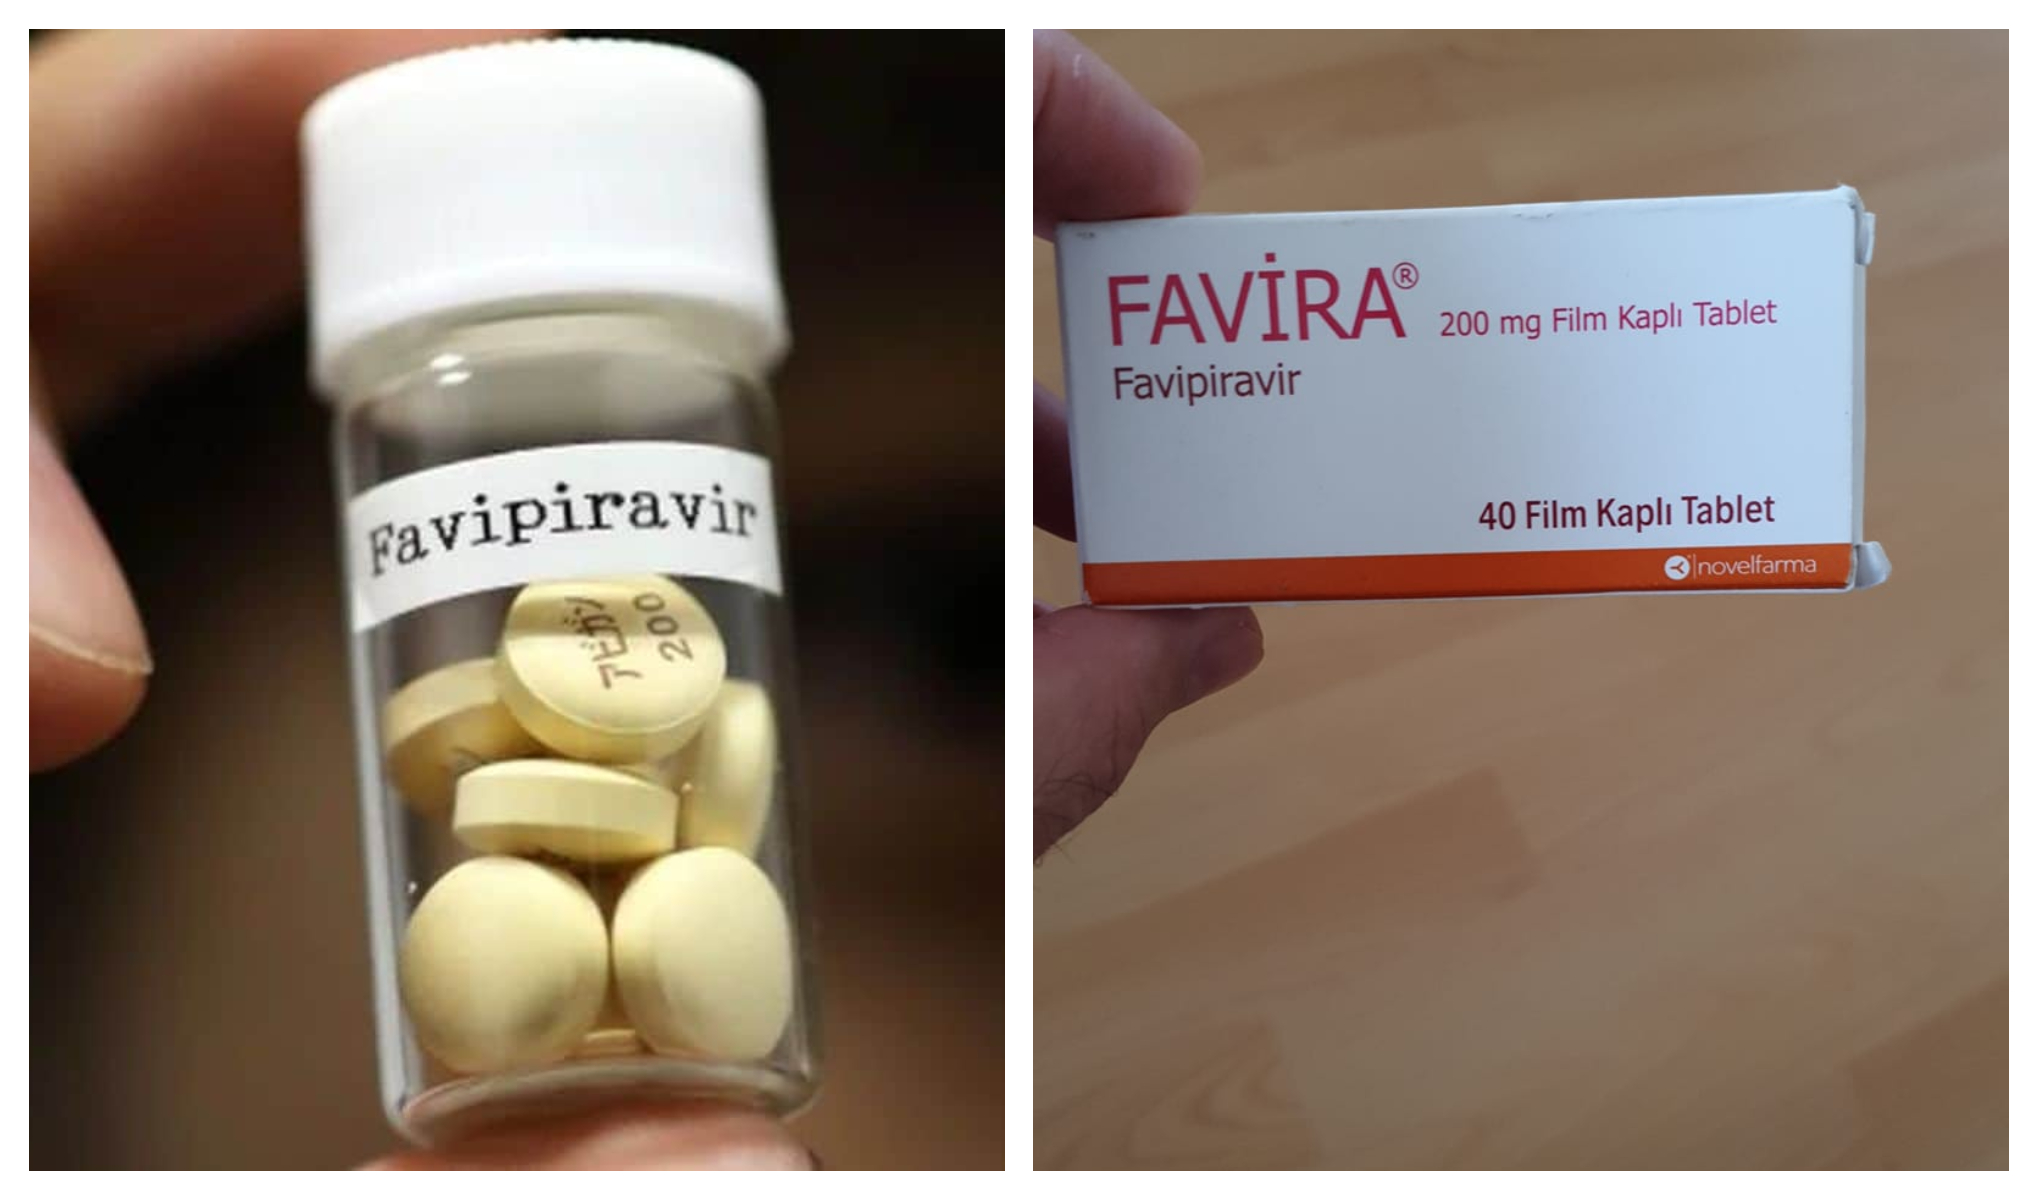 Favipiravir
アビガン
200
FAVİRA® 200 mg Film Kaplı Tablet
Favipiravir
40 Film Kaplı Tablet
novelfarma